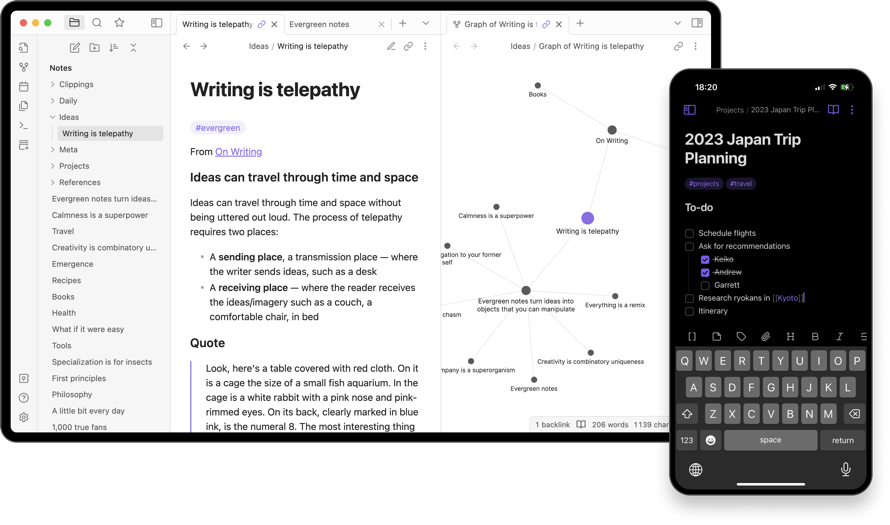 Writing is telepathy
Evergreen notes
Graph of Writing is t
Notes
Clippings
Daily
Ideas
Writing is telepathy
Meta
Projects
References
Evergreen notes turn ideas...
Calmness is a superpower
Travel
Creativity is combinatory u...
Emergence
Recipes
Books
Health
What if it were easy
Tools
Specialization is for insects
First principles
Philosophy
A little bit every day
1,000 true fans
Ideas / Writing is telepathy
Writing is telepathy
#evergreen
From On Writing
Ideas can travel through time and space
Ideas can travel through time and space without
being uttered out loud. The process of telepathy
requires two places:
A sending place, a transmission place — where
the writer sends ideas, such as a desk
A receiving place — where the reader receives
the ideas/imagery such as a couch, a
comfortable chair, in bed
Quote
Look, here's a table covered with red cloth. On it
is a cage the size of a small fish aquarium. In the
cage is a white rabbit with a pink nose and pink-
rimmed eyes. On its back, clearly marked in blue
ink, is the numeral 8. The most interesting thing
Ideas / Graph of Writing is telepathy
Books
On Writing
Calmness is a superpower
Writing is telepathy
gation to your former
self
Evergreen notes turn ideas into
objects that you can manipulate
Everything is a remix
chasm
Creativity is combinatory uniqueness
mpany is a superorganism
Evergreen notes
1 backlink
206 words
1139 char
18:20
Projects / 2023 Japan Trip Pl...
2023 Japan Trip
Planning
#projects #travel
To-do
Schedule flights
Ask for recommendations
Keiko
Andrew
Garrett
Research ryokans in [[Kyoto]]
Itinerary
Q W E R T Y U I O P
A S D F G H J K L
Z X C V B N M
123 space return